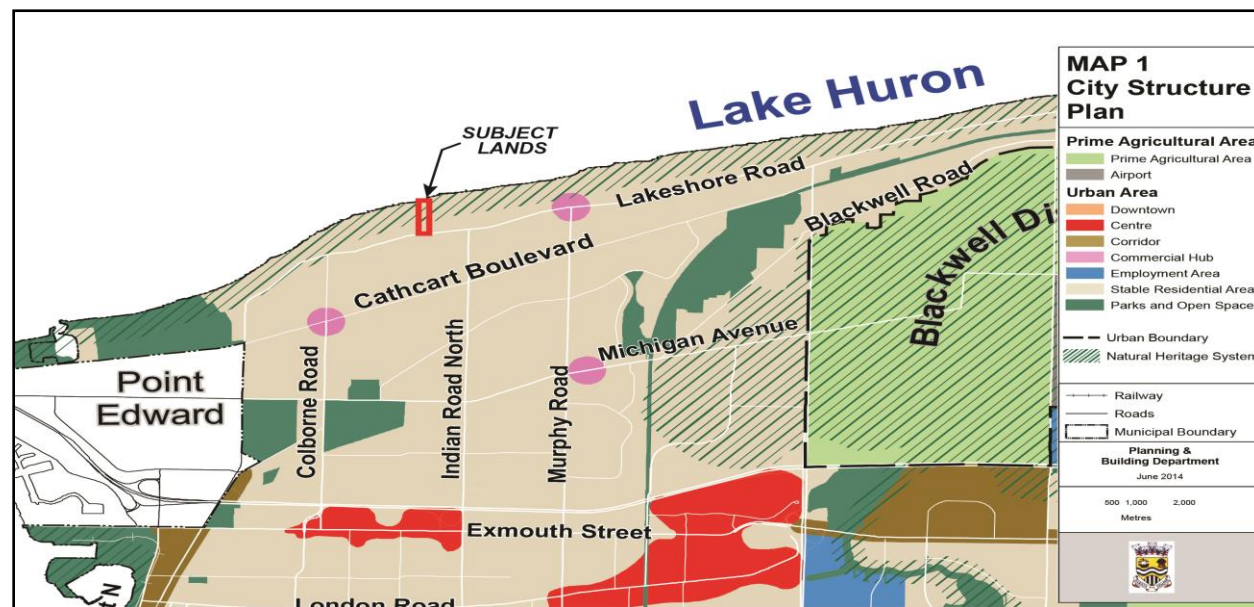 Lake Huron
SUBJECT
LANDS
Lakeshore Road
Blackwell Road
Cathcart Boulevard
Michigan Avenue
Point
Edward
Colborne Road
Indian Road North
Murphy Road
Exmouth Street
London Road
MAP 1
City Structure
Plan
Prime Agricultural Area
Prime Agricultural Area
Airport
Urban Area
Downtown
Centre
Corridor
Commercial Hub
Employment Area
Stable Residential Area
Parks and Open Space
Urban Boundary
Natural Heritage System
Railway
Roads
Municipal Boundary
Planning &
Building Department
June 2014
500 1,000 2,000
Metres